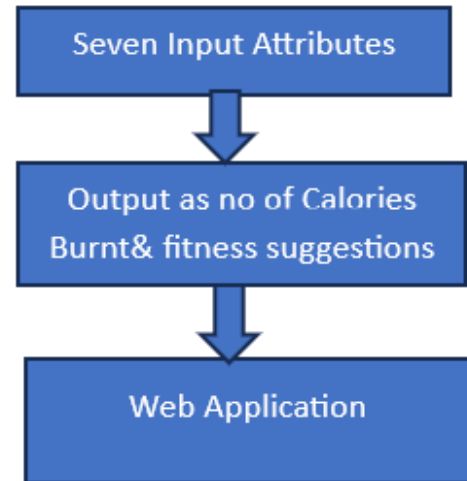 Seven Input Attributes
Output as no of Calories
Burnt& fitness suggestions
Web Application